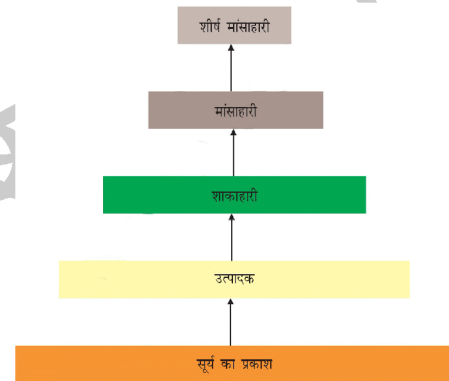 शीर्ष मांसाहारी
मांसाहारी
शाकाहारी
उत्पादक
सूर्य का प्रकाश